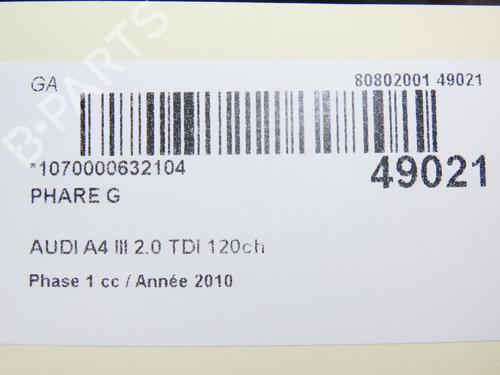 GA
80802001 49021
B-PARTS
*1070000632104
49021
PHARE G
AUDI A4 III 2.0 TDI 120ch
Phase 1 cc / Année 2010